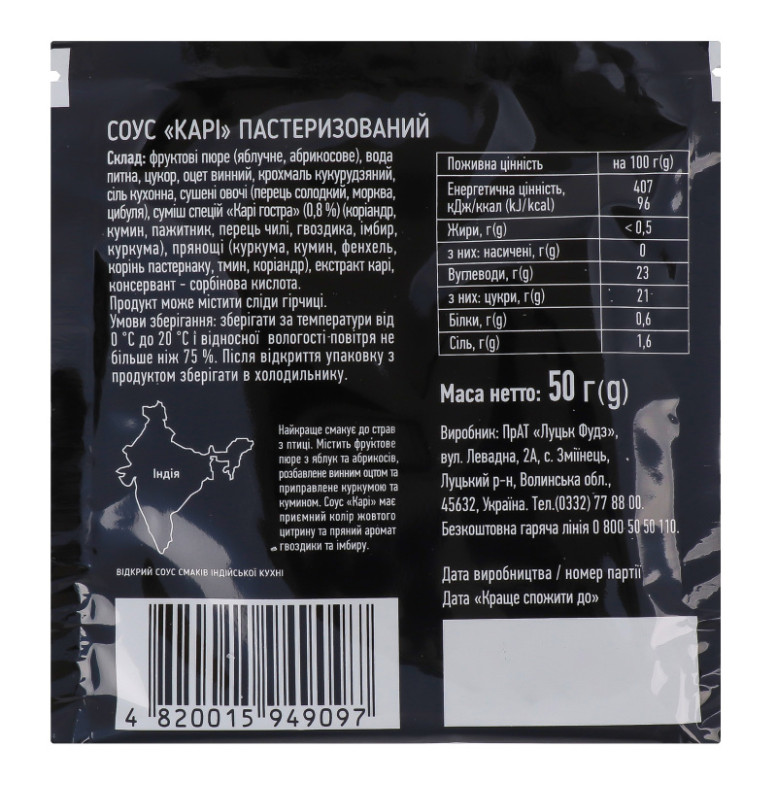 СОУС «КАРІ» ПАСТЕРИЗОВАНИЙ
Склад: фруктові пюре (яблучне, абрикосове), вода
питна, цукор, оцет винний, крохмаль кукурудзяний,
сіль кухонна, сушені овочі (перець солодкий, морква,
цибуля), суміш спецій «Карі гостра» (0,8 %) (коріандр,
кумин, пажитник, перець чилі, гвоздика, імбир,
куркума), прянощі (куркума, кумин, фенхель,
корінь пастернаку, тмин, коріандр), екстракт карі,
консервант - сорбінова кислота.
Продукт може містити сліди гірчиці.
Умови зберігання: зберігати за температури від
0 °С до 20 °С і відносної вологості повітря не
більше ніж 75 %. Після відкриття упаковку з
продуктом зберігати в холодильнику.
Поживна цінність на 100 г(g)
Енергетична цінність, 407
кДж/ккал (kJ/kcal) 96
Жири, г(g) < 0,5
з них: насичені, г(g) 0
Вуглеводи, г(g) 23
з них: цукри, г(g) 21
Білки, г(g) 0,6
Сіль, г(g) 1,6
Маса нетто: 50 г(g)
Індія
Найкраще смакує до страв
з птиці. Містить фруктове
пюре з яблук та абрикосів,
розбавлене винним оцтом та
приправлене куркумою та
кумином. Соус «Карі» має
приємний колір жовтого
цитрину та пряний аромат
гвоздики та імбиру.
ВІДКРИЙ СОУС СМАКІВ ІНДІЙСЬКОЇ КУХНІ
Виробник: ПрАТ «Луцьк Фудз»,
вул. Левадна, 2А, с. Зміїнець,
Луцький р-н, Волинська обл.,
45632, Україна. Тел.(0332) 77 88 00.
Безкоштовна гаряча лінія 0 800 50 50 110.
Дата виробництва / номер партії
Дата «Краще спожити до»
4 820015 949097